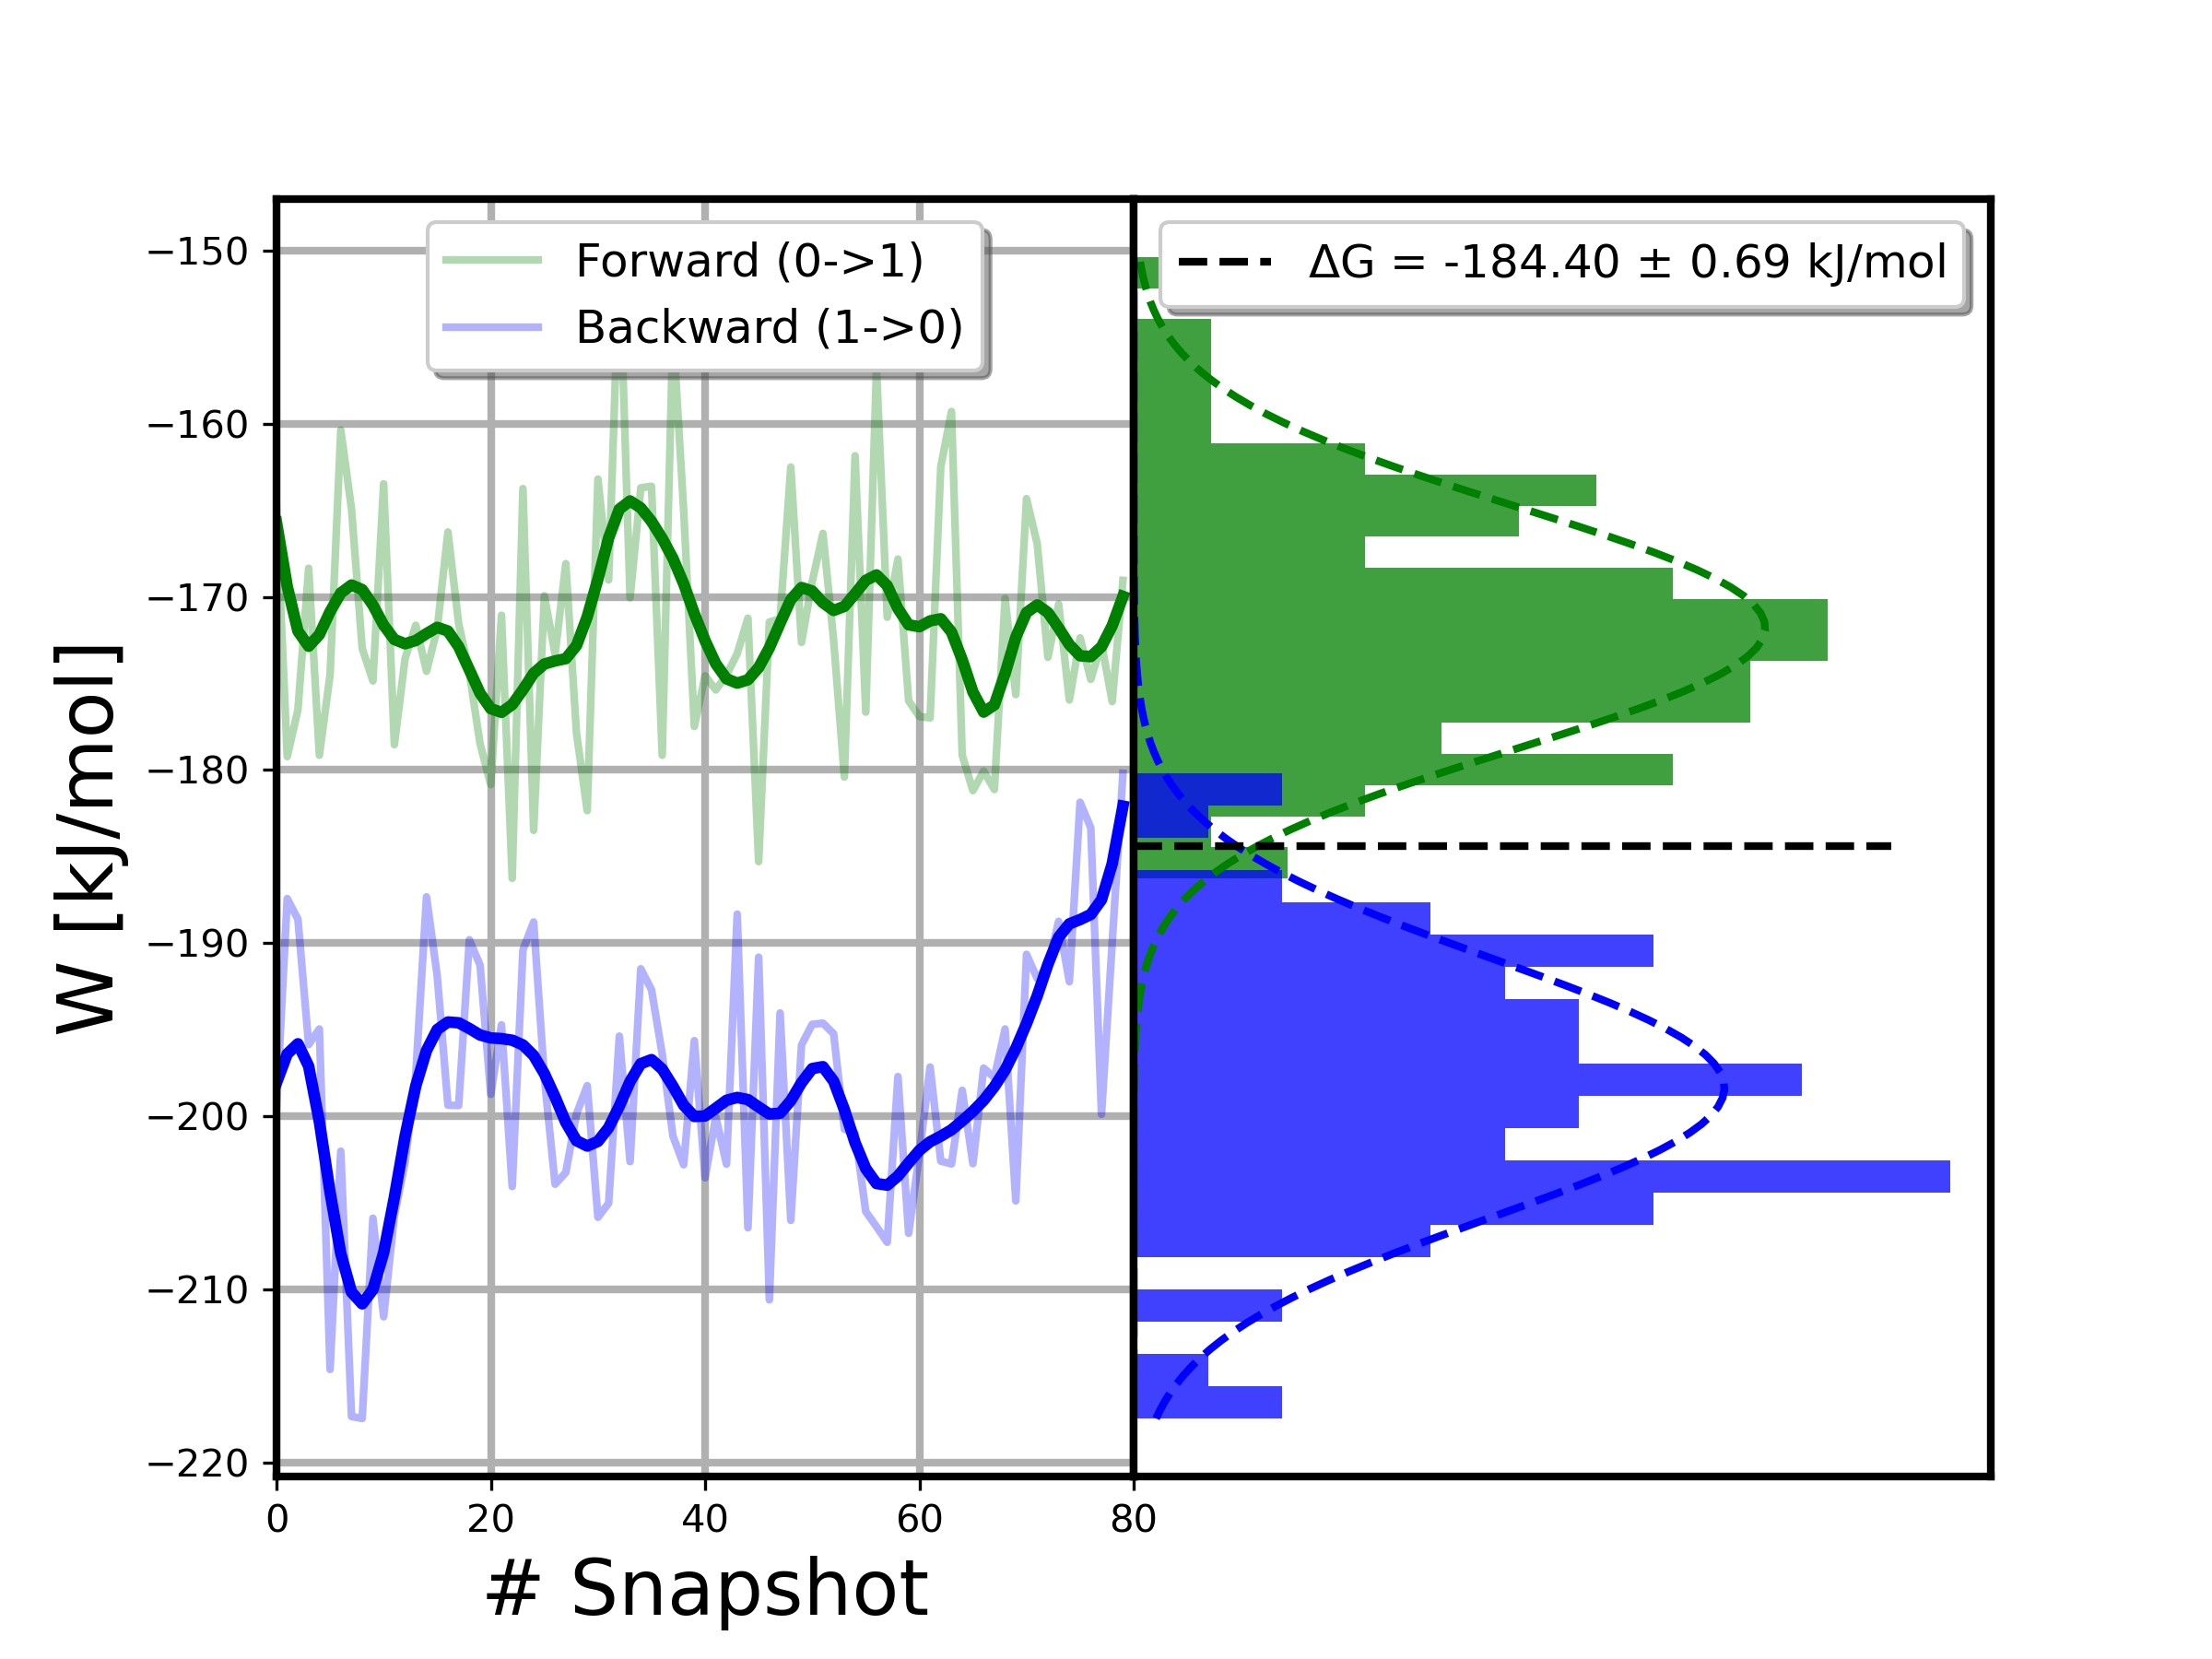 Forward (0->1)
Backward (1->0)
ΔG = -184.40 ± 0.69 kJ/mol
W [kJ/mol]
−150
−160
−170
−180
−190
−200
−210
−220
0 20 40 60 80
# Snapshot